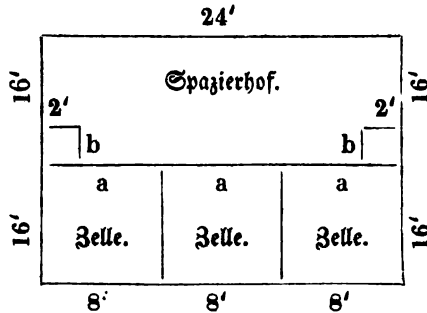 24'
16' Spazierhof. 16'
2' 2'
b b
a a a
16' Zelle. Zelle. Zelle. 16'
8' 8' 8'